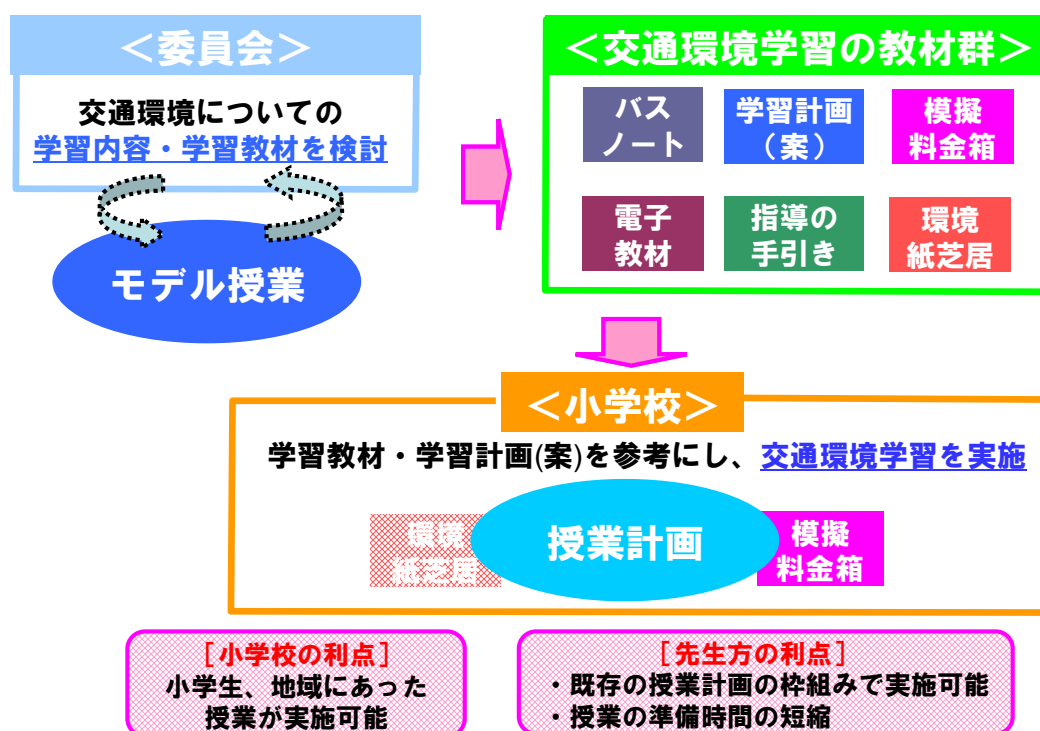 ＜委員会＞
交通環境についての
学習内容・学習教材を検討
モデル授業
＜交通環境学習の教材群＞
バス
ノート
学習計画
（案）
模擬
料金箱
電子
教材
指導の
手引き
環境
紙芝居
＜小学校＞
学習教材・学習計画(案)を参考にし、交通環境学習を実施
環境
紙芝居
授業計画
模擬
料金箱
［小学校の利点］
小学生、地域にあった
授業が実施可能
［先生方の利点］
・既存の授業計画の枠組みで実施可能
・授業の準備時間の短縮